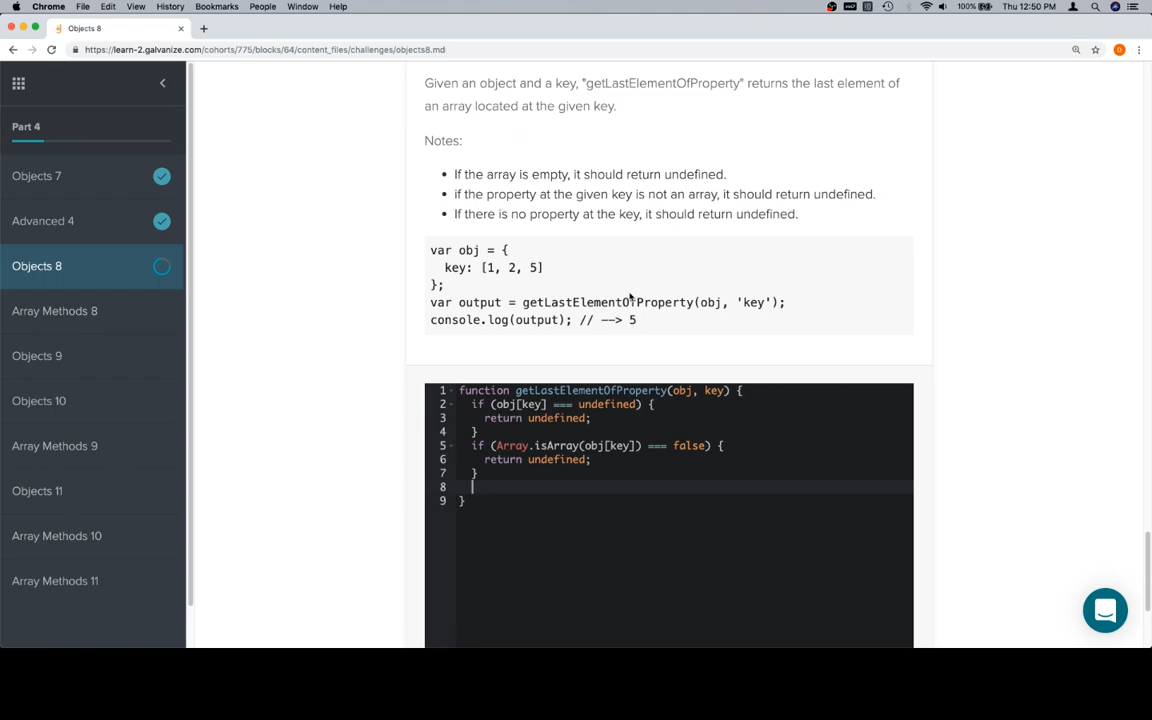 Chrome File Edit View History Bookmarks People Window Help 100% Thu 12:50 PM
Objects 8
https://learn-2.galvanize.com/cohorts/775/blocks/64/content_files/challenges/objects8.md
Part 4
Objects 7
Advanced 4
Objects 8
Array Methods 8
Objects 9
Objects 10
Array Methods 9
Objects 11
Array Methods 10
Array Methods 11
Given an object and a key, "getLastElementOfProperty" returns the last element of
an array located at the given key.
Notes:
• If the array is empty, it should return undefined.
• if the property at the given key is not an array, it should return undefined.
• If there is no property at the key, it should return undefined.
var obj = {
  key: [1, 2, 5]
};
var output = getLastElementOfProperty(obj, 'key');
console.log(output); // --> 5
1 function getLastElementOfProperty(obj, key) {
2   if (obj[key] === undefined) {
3     return undefined;
4   }
5   if (Array.isArray(obj[key]) === false) {
6     return undefined;
7   }
8
9 }